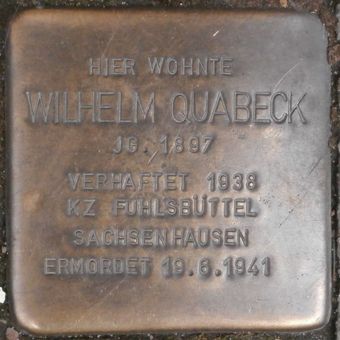 HIER WOHNTE
WILHELM QUABECK
JG. 1897
VERHAFTET 1938
KZ FUHLSBÜTTEL
SACHSENHAUSEN
ERMORDET 19.6.1941